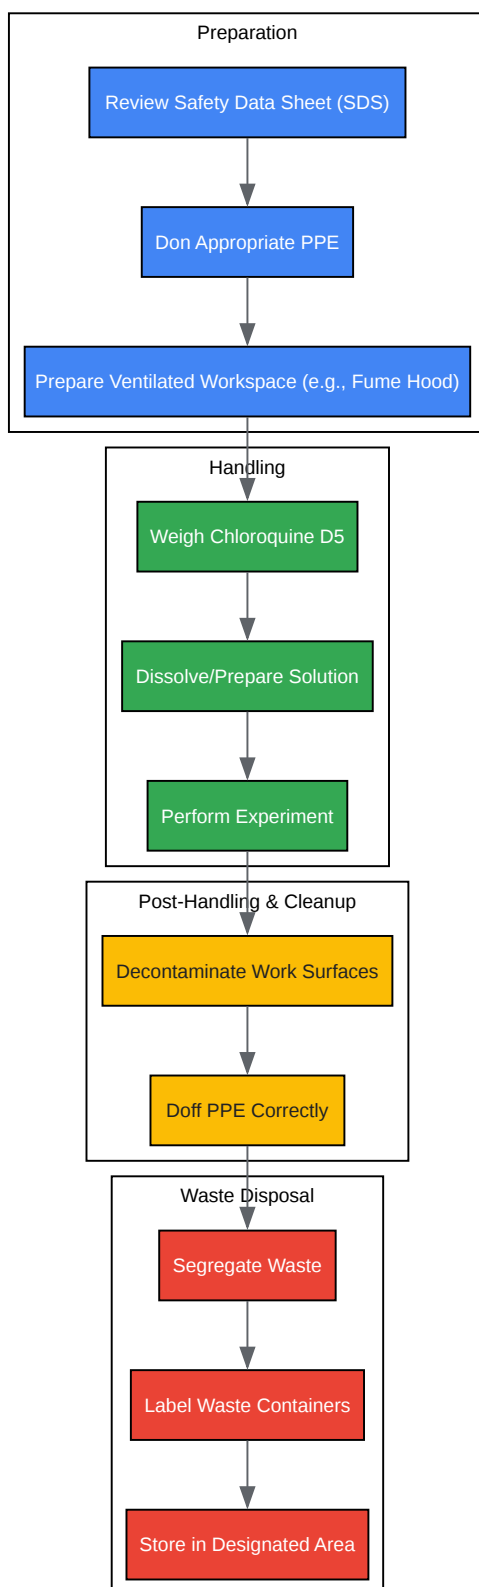 Preparation
Review Safety Data Sheet (SDS)
Don Appropriate PPE
Prepare Ventilated Workspace (e.g., Fume Hood)
Handling
Weigh Chloroquine D5
Dissolve/Prepare Solution
Perform Experiment
Post-Handling & Cleanup
Decontaminate Work Surfaces
Doff PPE Correctly
Waste Disposal
Segregate Waste
Label Waste Containers
Store in Designated Area